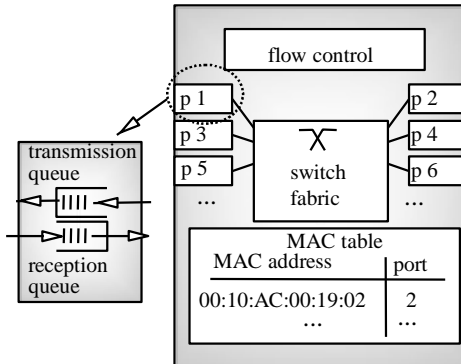 flow control
p 1
p 2
p 3
p 4
p 5
p 6
...
...
switch
fabric
transmission
queue
reception
queue
MAC table
MAC address port
00:10:AC:00:19:02 2
... ...